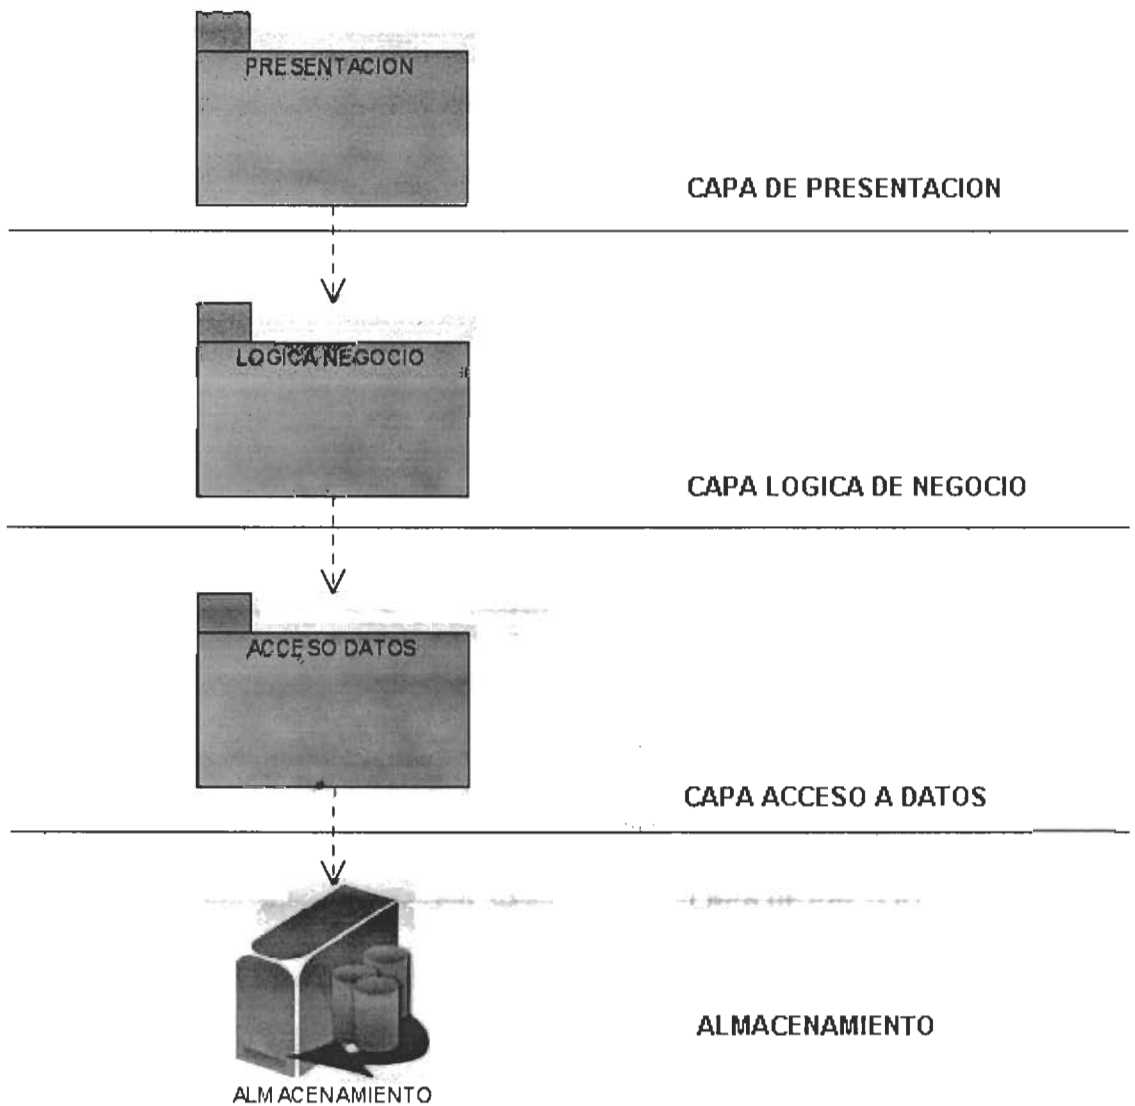 PRESENTACION
CAPA DE PRESENTACION
LOGICA NEGOCIO
CAPA LOGICA DE NEGOCIO
ACCESO DATOS
CAPA ACCESO A DATOS
ALMACENAMIENTO
ALMACENAMIENTO